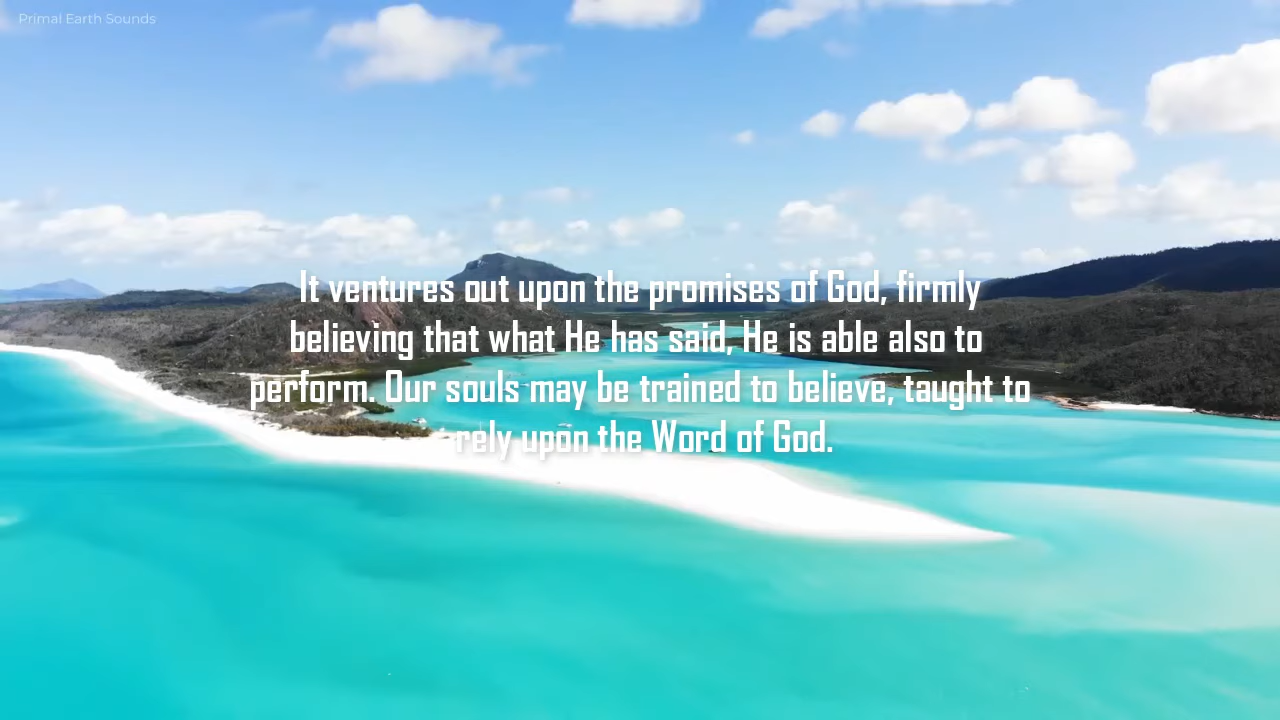 Primal Earth Sounds
It ventures out upon the promises of God, firmly
believing that what He has said, He is able also to
perform. Our souls may be trained to believe, taught to
rely upon the Word of God.